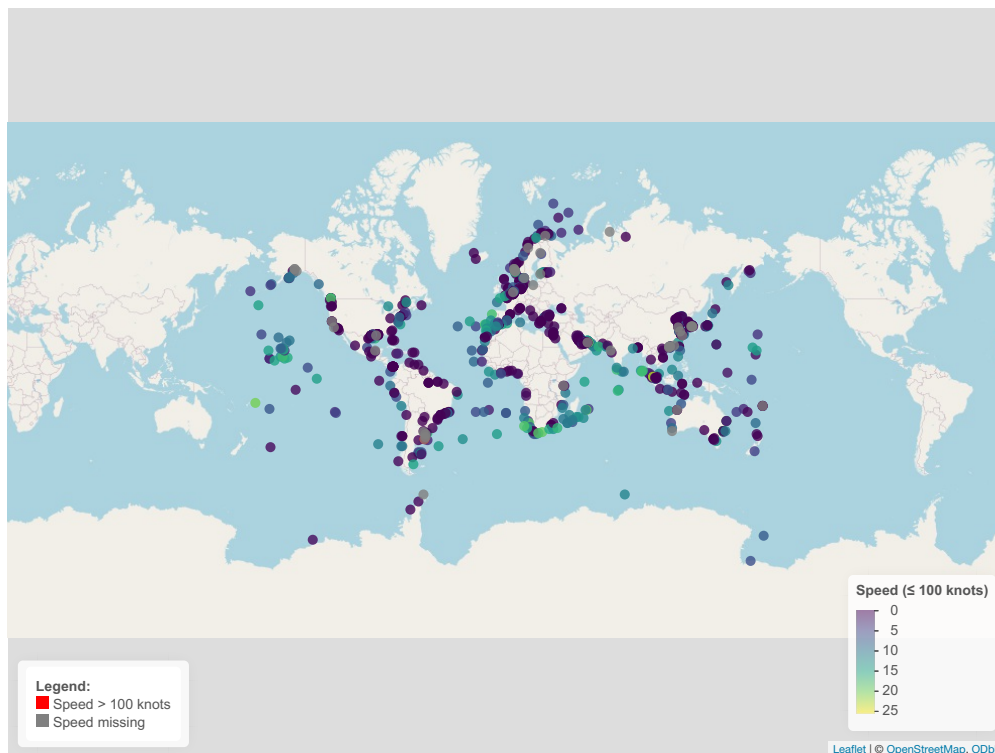 Speed (≤ 100 knots)
0
5
10
15
20
25
Legend:
Speed > 100 knots
Speed missing
Leaflet | © OpenStreetMap, ODb